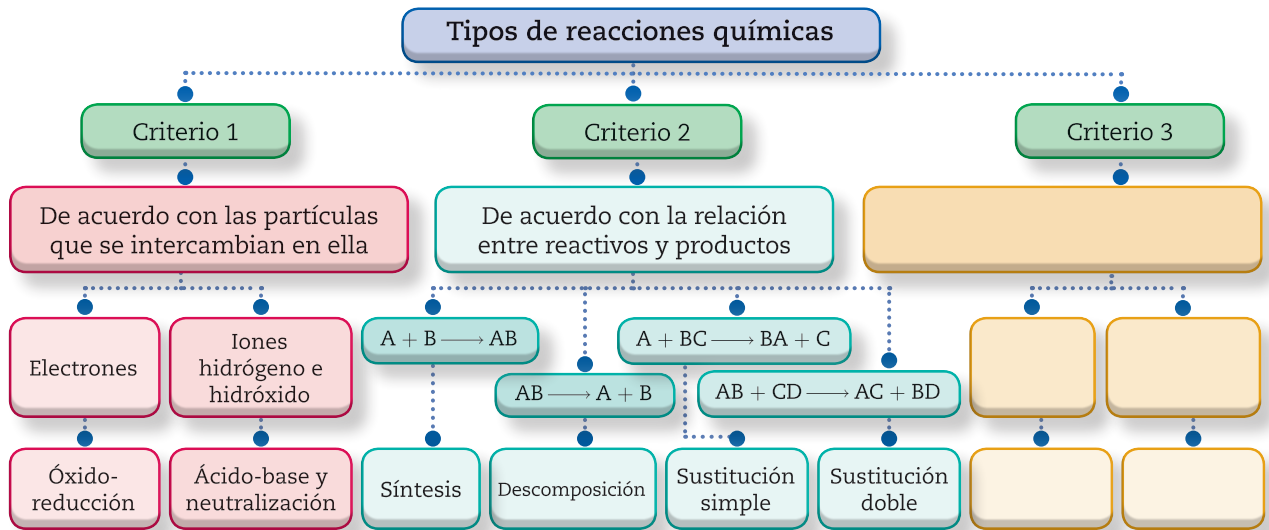 Tipos de reacciones químicas
Criterio 1
Criterio 2
Criterio 3
De acuerdo con las partículas
que se intercambian en ella
De acuerdo con la relación
entre reactivos y productos
Electrones
Iones
hidrógeno e
hidróxido
A + B ⟶ AB
AB ⟶ A + B
A + BC ⟶ BA + C
AB + CD ⟶ AC + BD
Óxido-
reducción
Ácido-base y
neutralización
Síntesis
Descomposición
Sustitución
simple
Sustitución
doble